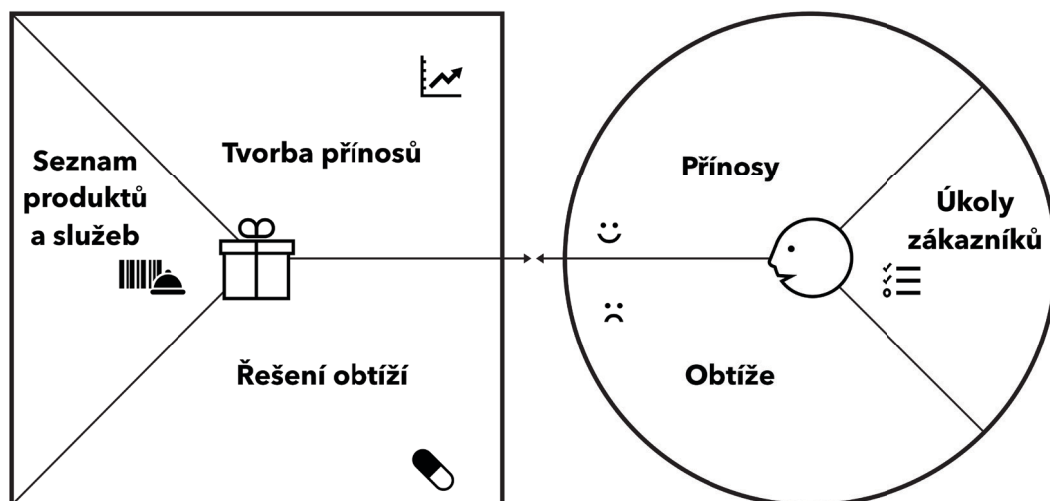 Tvorba přínosů
Seznam
produktů
a služeb
Řešení obtíží
Přínosy
Úkoly
zákazníků
Obtíže